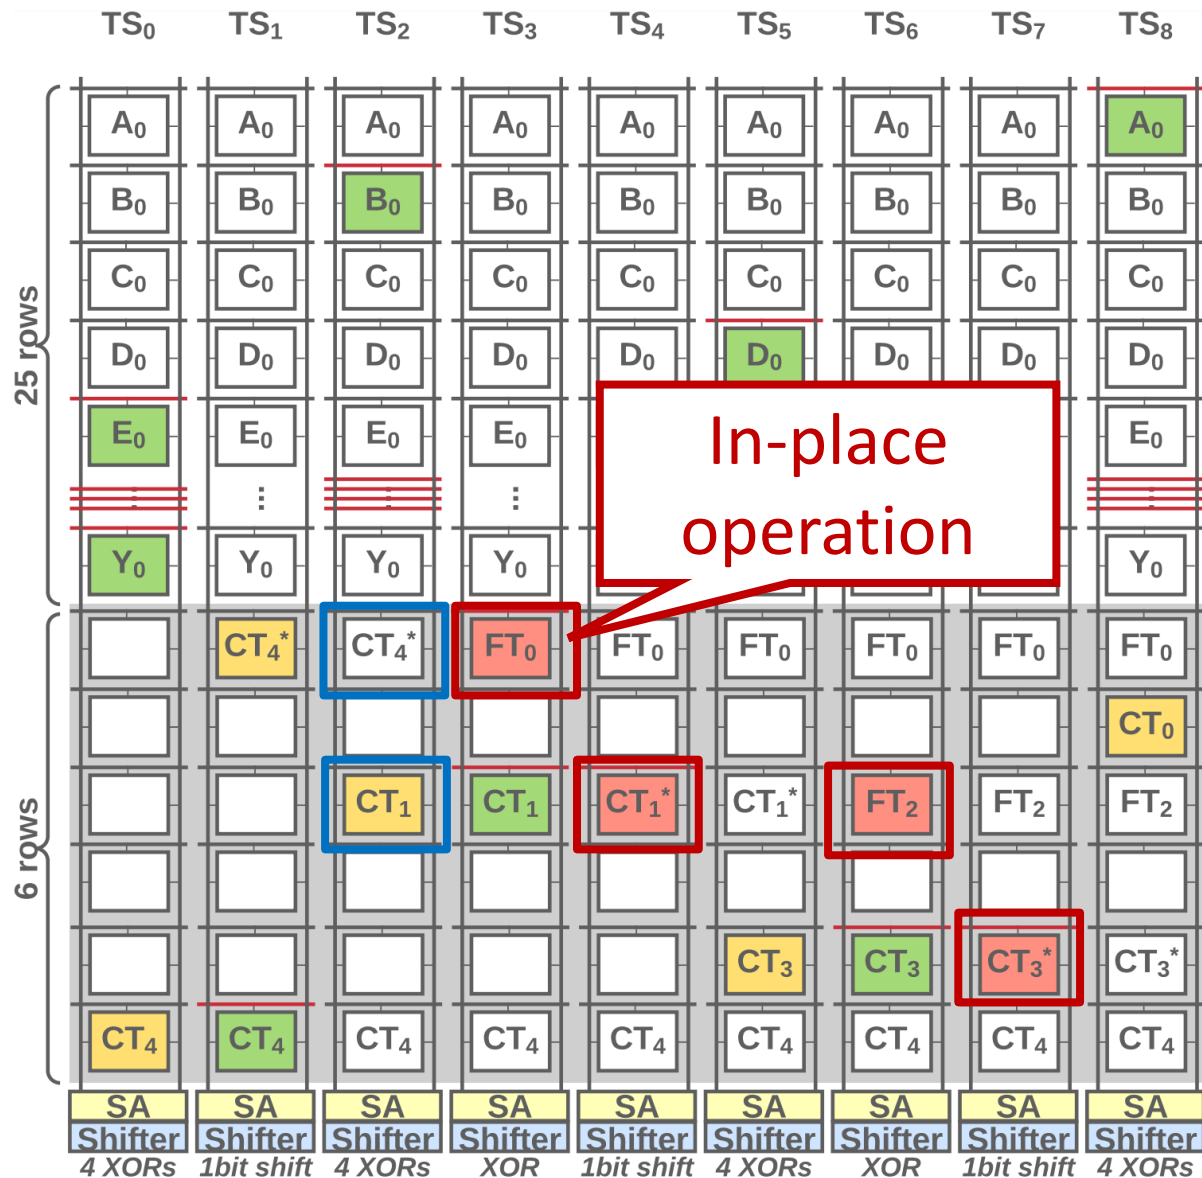 TS₀ TS₁ TS₂ TS₃ TS₄ TS₅ TS₆ TS₇ TS₈
A₀ A₀ A₀ A₀ A₀ A₀ A₀ A₀ A₀
B₀ B₀ B₀ B₀ B₀ B₀ B₀ B₀ B₀
C₀ C₀ C₀ C₀ C₀ C₀ C₀ C₀ C₀
25 rows
D₀ D₀ D₀ D₀ D₀ D₀ D₀ D₀ D₀
E₀ E₀ E₀ E₀ E₀
In-place
operation
Y₀ Y₀ Y₀ Y₀ Y₀
CT₄* CT₄* FT₀ FT₀ FT₀ FT₀ FT₀ FT₀
CT₀
CT₁ CT₁ CT₁* CT₁* FT₂ FT₂ FT₂
6 rows
CT₃ CT₃ CT₃* CT₃*
CT₄ CT₄ CT₄ CT₄ CT₄ CT₄ CT₄ CT₄ CT₄
SA SA SA SA SA SA SA SA SA
Shifter Shifter Shifter Shifter Shifter Shifter Shifter Shifter Shifter
4 XORs 1bit shift 4 XORs XOR 1bit shift 4 XORs XOR 1bit shift 4 XORs